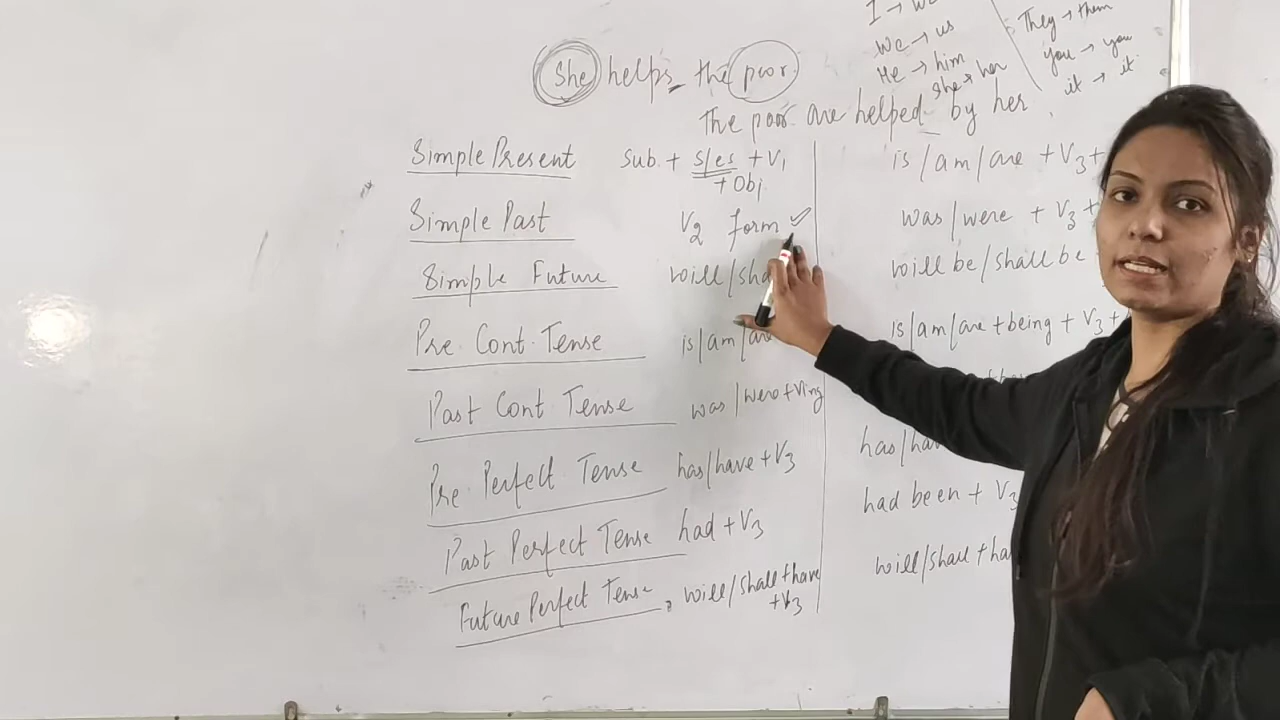 I → We
We → us
He → him
She → her
They → them
you → you
it → it
She helps the poor.
The poor are helped by her.
Simple Present sub. + s/es + V1 + Obj. is/am/are + V3 +
Simple Past V2 form ✓ was/were + V3 +
Simple Future will/sha will be/shall be
Pre. Cont. Tense is/am/are is/am/are + being + V3 +
Past Cont. Tense was/were + Ving
Pre. Perfect. Tense has/have + V3 has/hav
Past Perfect Tense had + V3 had been + V3
Future Perfect Tense will/shall + have + V3 will/shall + ha